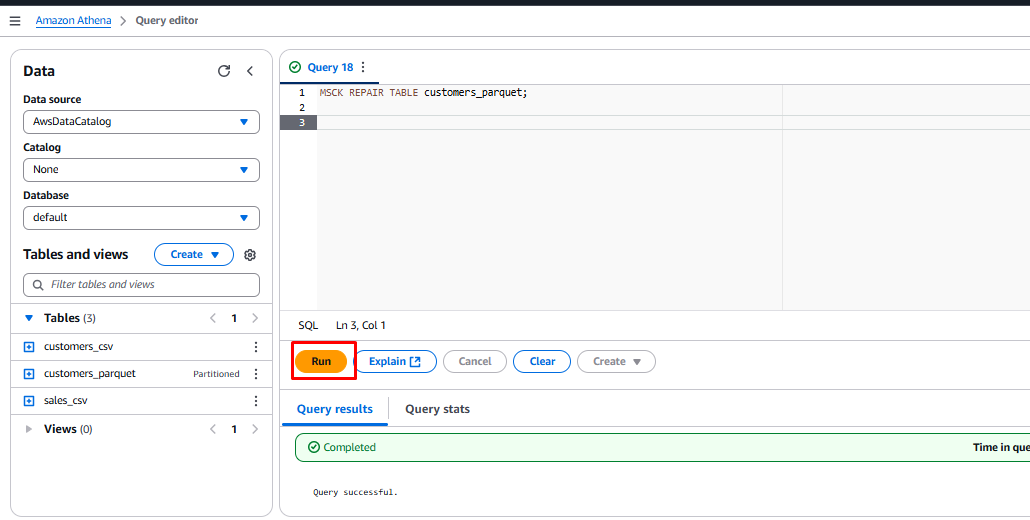 Amazon Athena > Query editor
Data
Data source
AwsDataCatalog
Catalog
None
Database
default
Tables and views Create
Filter tables and views
Tables (3) < 1 >
customers_csv
customers_parquet Partitioned
sales_csv
Views (0) < 1 >
Query 18
1 MSCK REPAIR TABLE customers_parquet;
2
3
SQL Ln 3, Col 1
Run Explain Cancel Clear Create
Query results Query stats
Completed Time in que
Query successful.